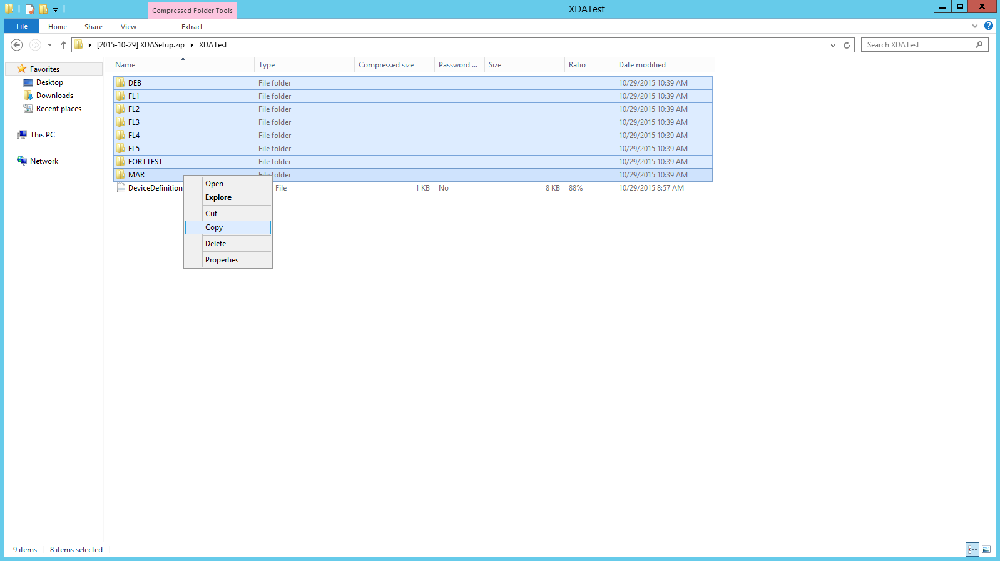 Compressed Folder Tools
XDATest
File Home Share View Extract
[2015-10-29] XDASetup.zip XDATest
Search XDATest
Favorites
Desktop
Downloads
Recent places
This PC
Network
Name Type Compressed size Password ... Size Ratio Date modified
DEB File folder 10/29/2015 10:39 AM
FL1 File folder 10/29/2015 10:39 AM
FL2 File folder 10/29/2015 10:39 AM
FL3 File folder 10/29/2015 10:39 AM
FL4 File folder 10/29/2015 10:39 AM
FL5 File folder 10/29/2015 10:39 AM
FORTTEST File folder 10/29/2015 10:39 AM
MAR File folder 10/29/2015 10:39 AM
DeviceDefinitions File 1 KB No 8 KB 88% 10/29/2015 8:57 AM
Open
Explore
Cut
Copy
Delete
Properties
9 items 8 items selected